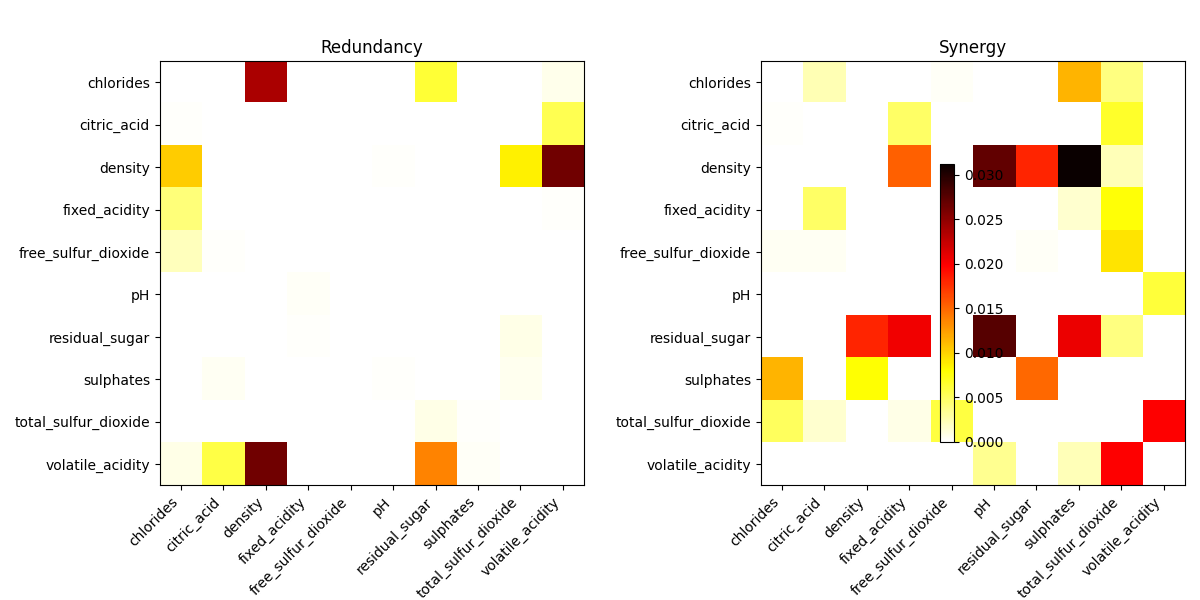 Redundancy
chlorides
citric_acid
density
fixed_acidity
free_sulfur_dioxide
pH
residual_sugar
sulphates
total_sulfur_dioxide
volatile_acidity
chlorides
citric_acid
density
fixed_acidity
free_sulfur_dioxide
pH
residual_sugar
sulphates
total_sulfur_dioxide
volatile_acidity
Synergy
chlorides
citric_acid
density
fixed_acidity
free_sulfur_dioxide
pH
residual_sugar
sulphates
total_sulfur_dioxide
volatile_acidity
chlorides
citric_acid
density
fixed_acidity
free_sulfur_dioxide
pH
residual_sugar
sulphates
total_sulfur_dioxide
volatile_acidity
0.030
0.025
0.020
0.015
0.010
0.005
0.000